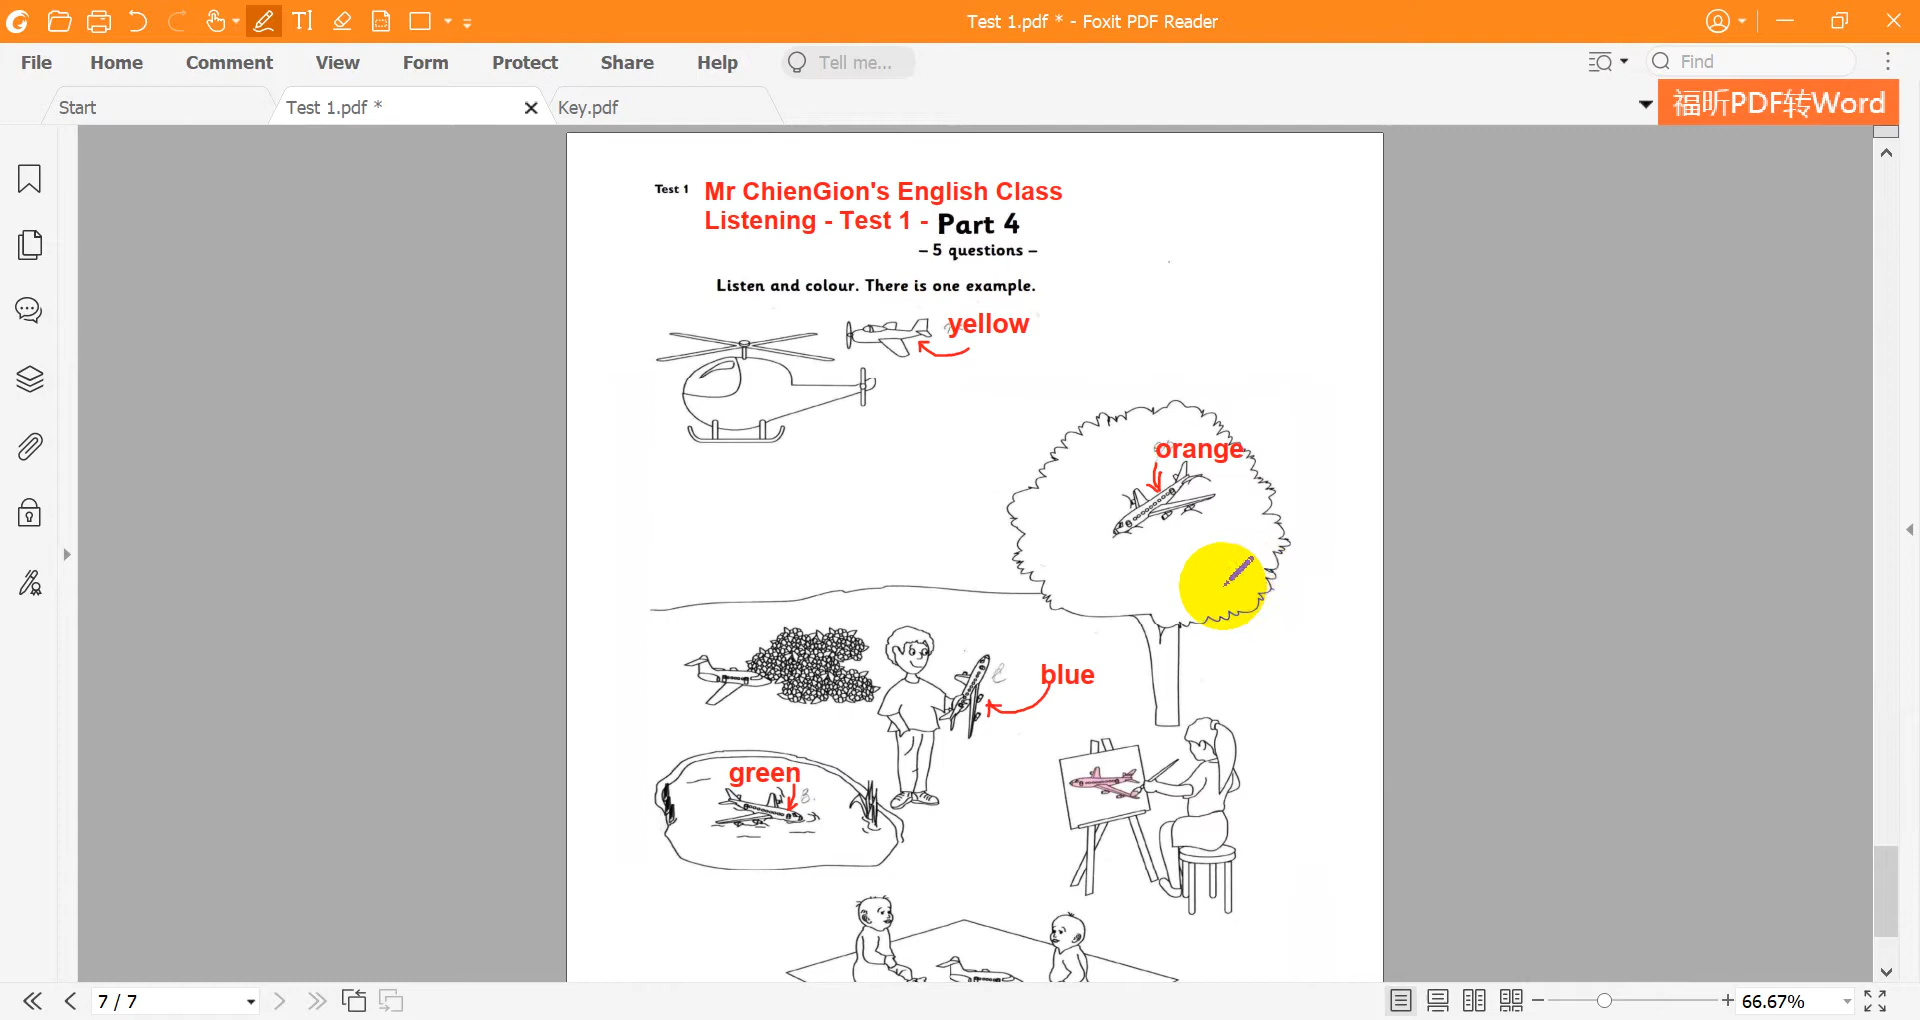 Test 1.pdf * - Foxit PDF Reader
File Home Comment View Form Protect Share Help Tell me... Find
Start Test 1.pdf * Key.pdf 福昕PDF转Word
Test 1 Mr ChienGion's English Class
Listening - Test 1 - Part 4
– 5 questions –
Listen and colour. There is one example.
yellow
orange
blue
green
7 / 7 66.67%